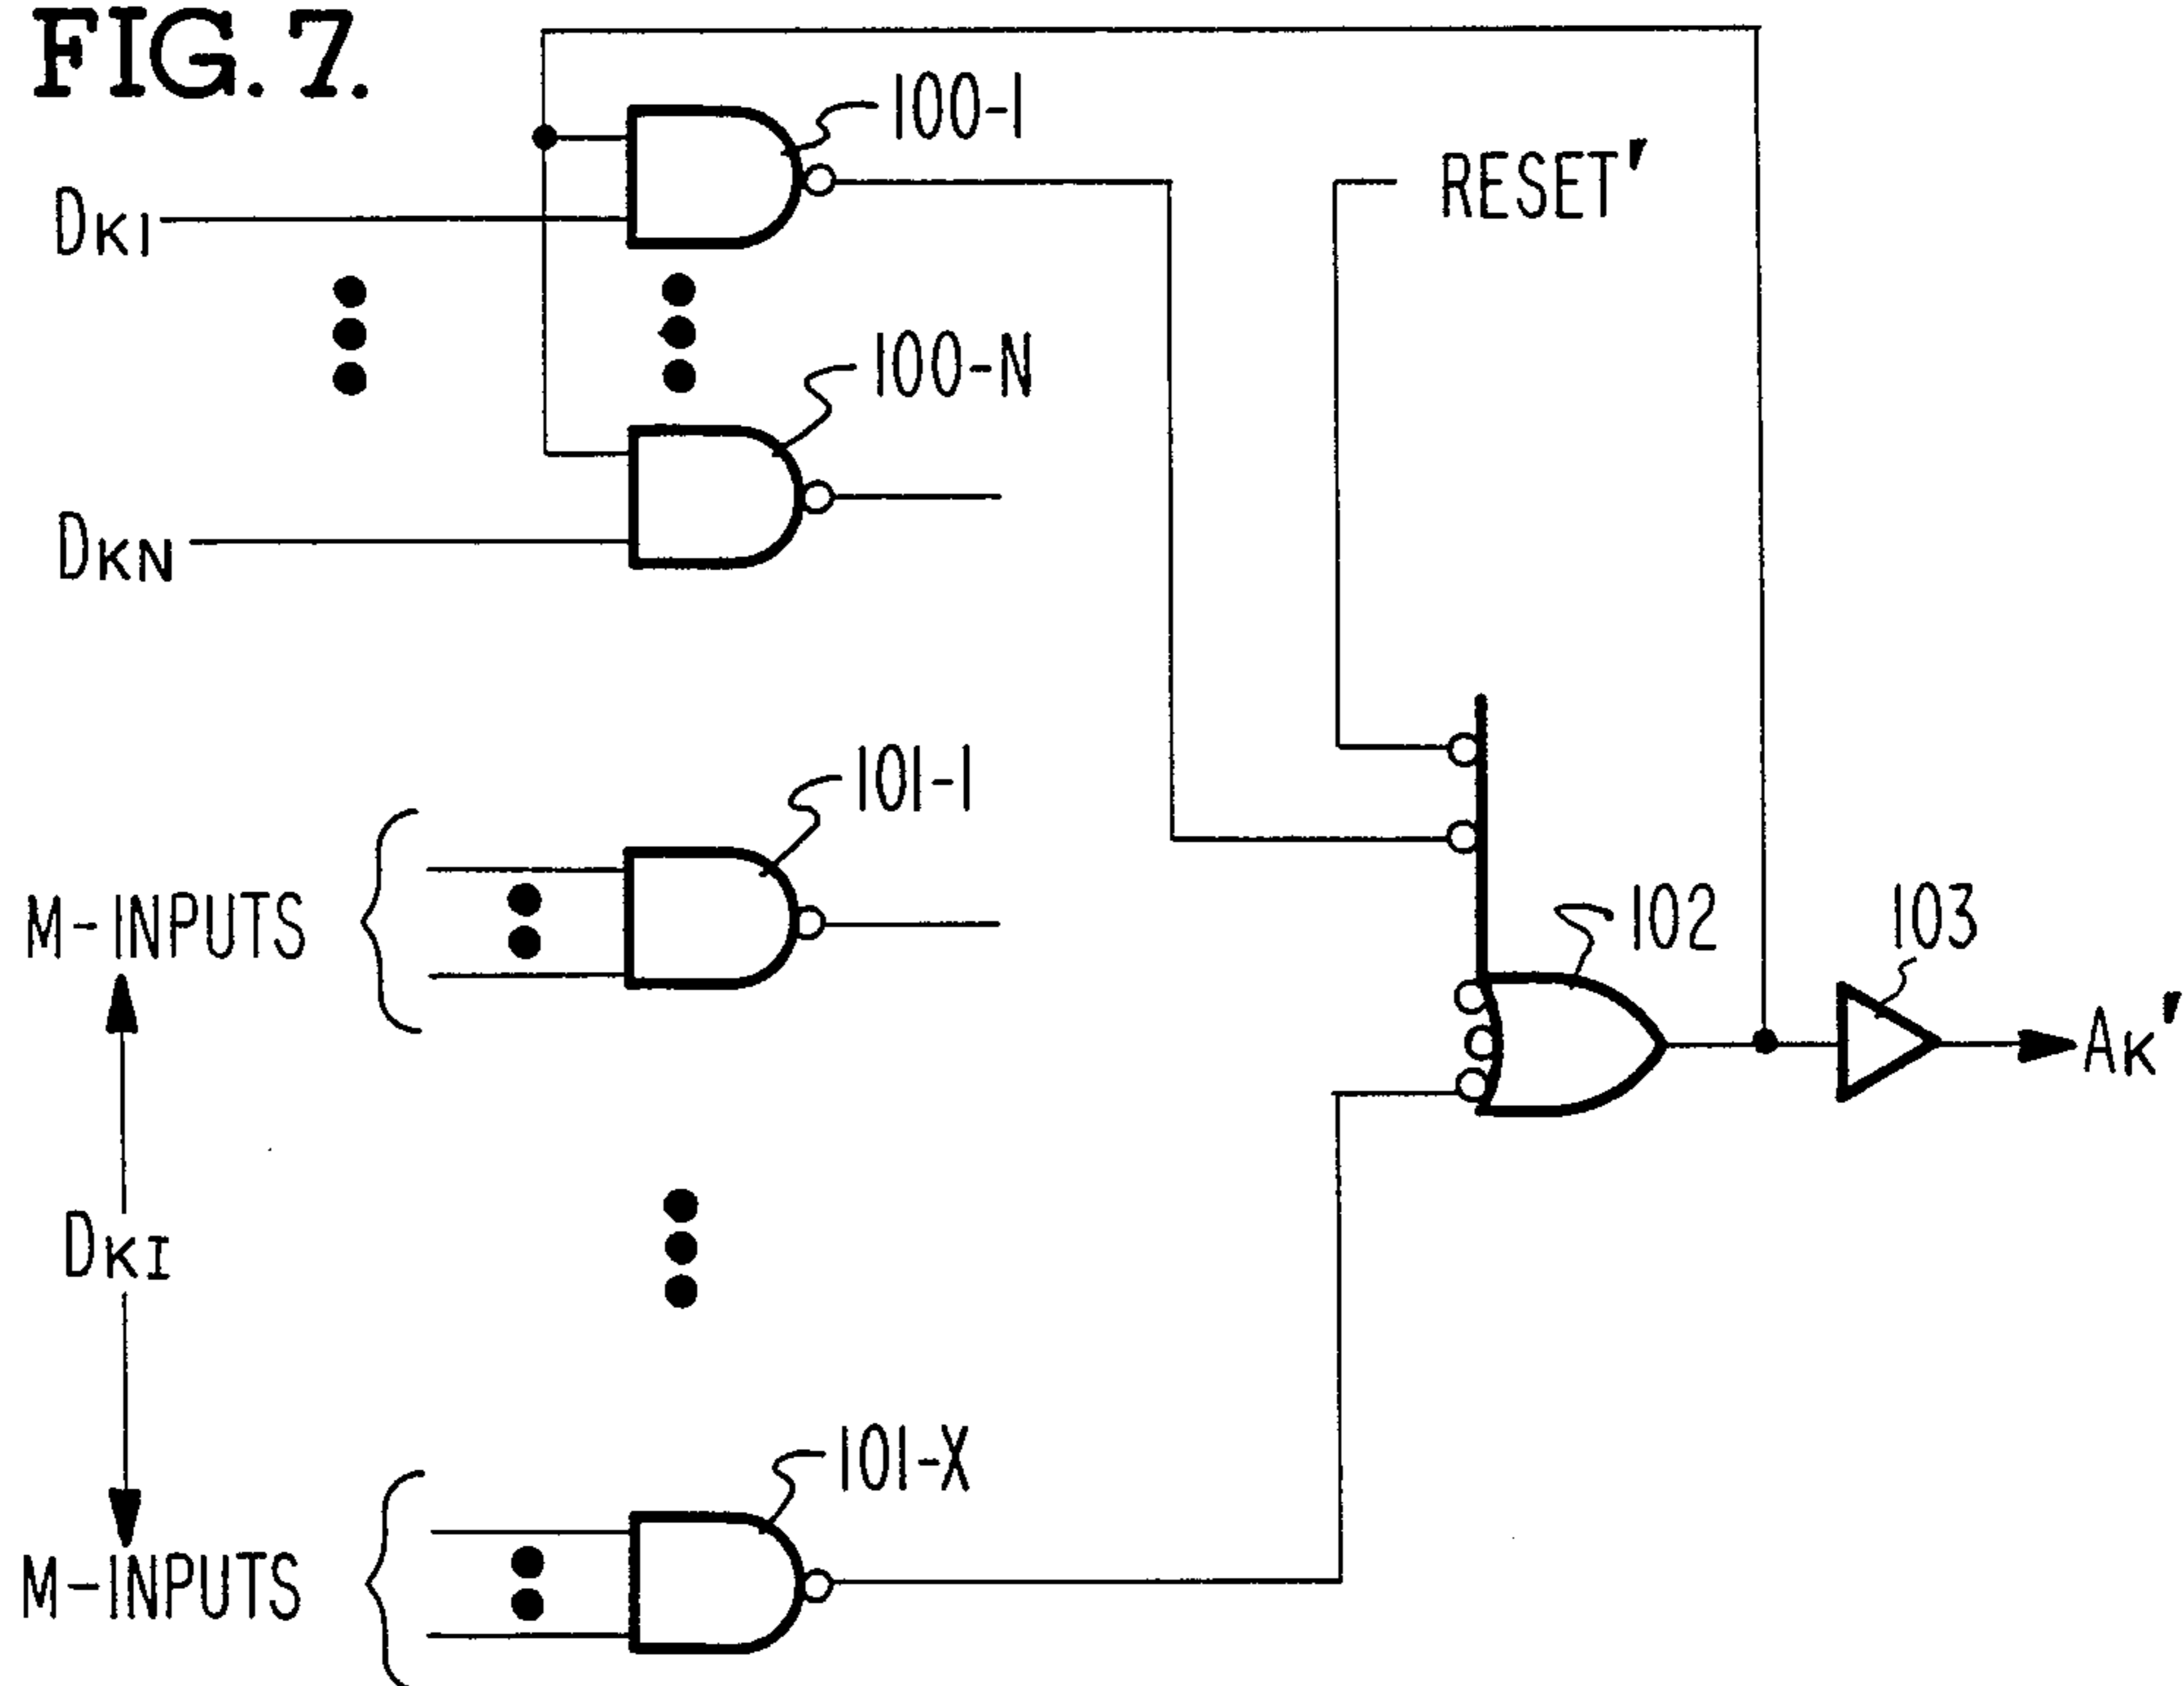 FIG. 7.
100-1
RESET'
DK1
100-N
DKN
101-1
M-INPUTS
102
103
AK'
DKI
101-X
M-INPUTS